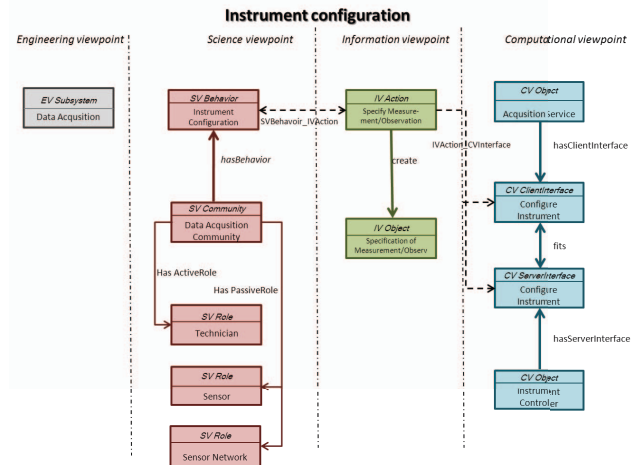 Instrument configuration
Engineering viewpoint
Science viewpoint
Information viewpoint
Computational viewpoint
EV Subsystem
Data Acqusition
SV Behavior
Instrument
Configuration
SVBehavoir_IVAction
IV Action
Specify Measure-
ment/Observation
IVAction_CVInterface
CV Object
Acqusition service
hasClientInterface
hasBehavior
create
CV ClientInterface
Configure
Instrument
SV Community
Data Acqusition
Community
IV Object
Specification of
Measurement/Observ
fits
CV ServerInterface
Configure
Instrument
Has ActiveRole
Has PassiveRole
SV Role
Technician
hasServerInterface
SV Role
Sensor
CV Object
Instrument
Controler
SV Role
Sensor Network